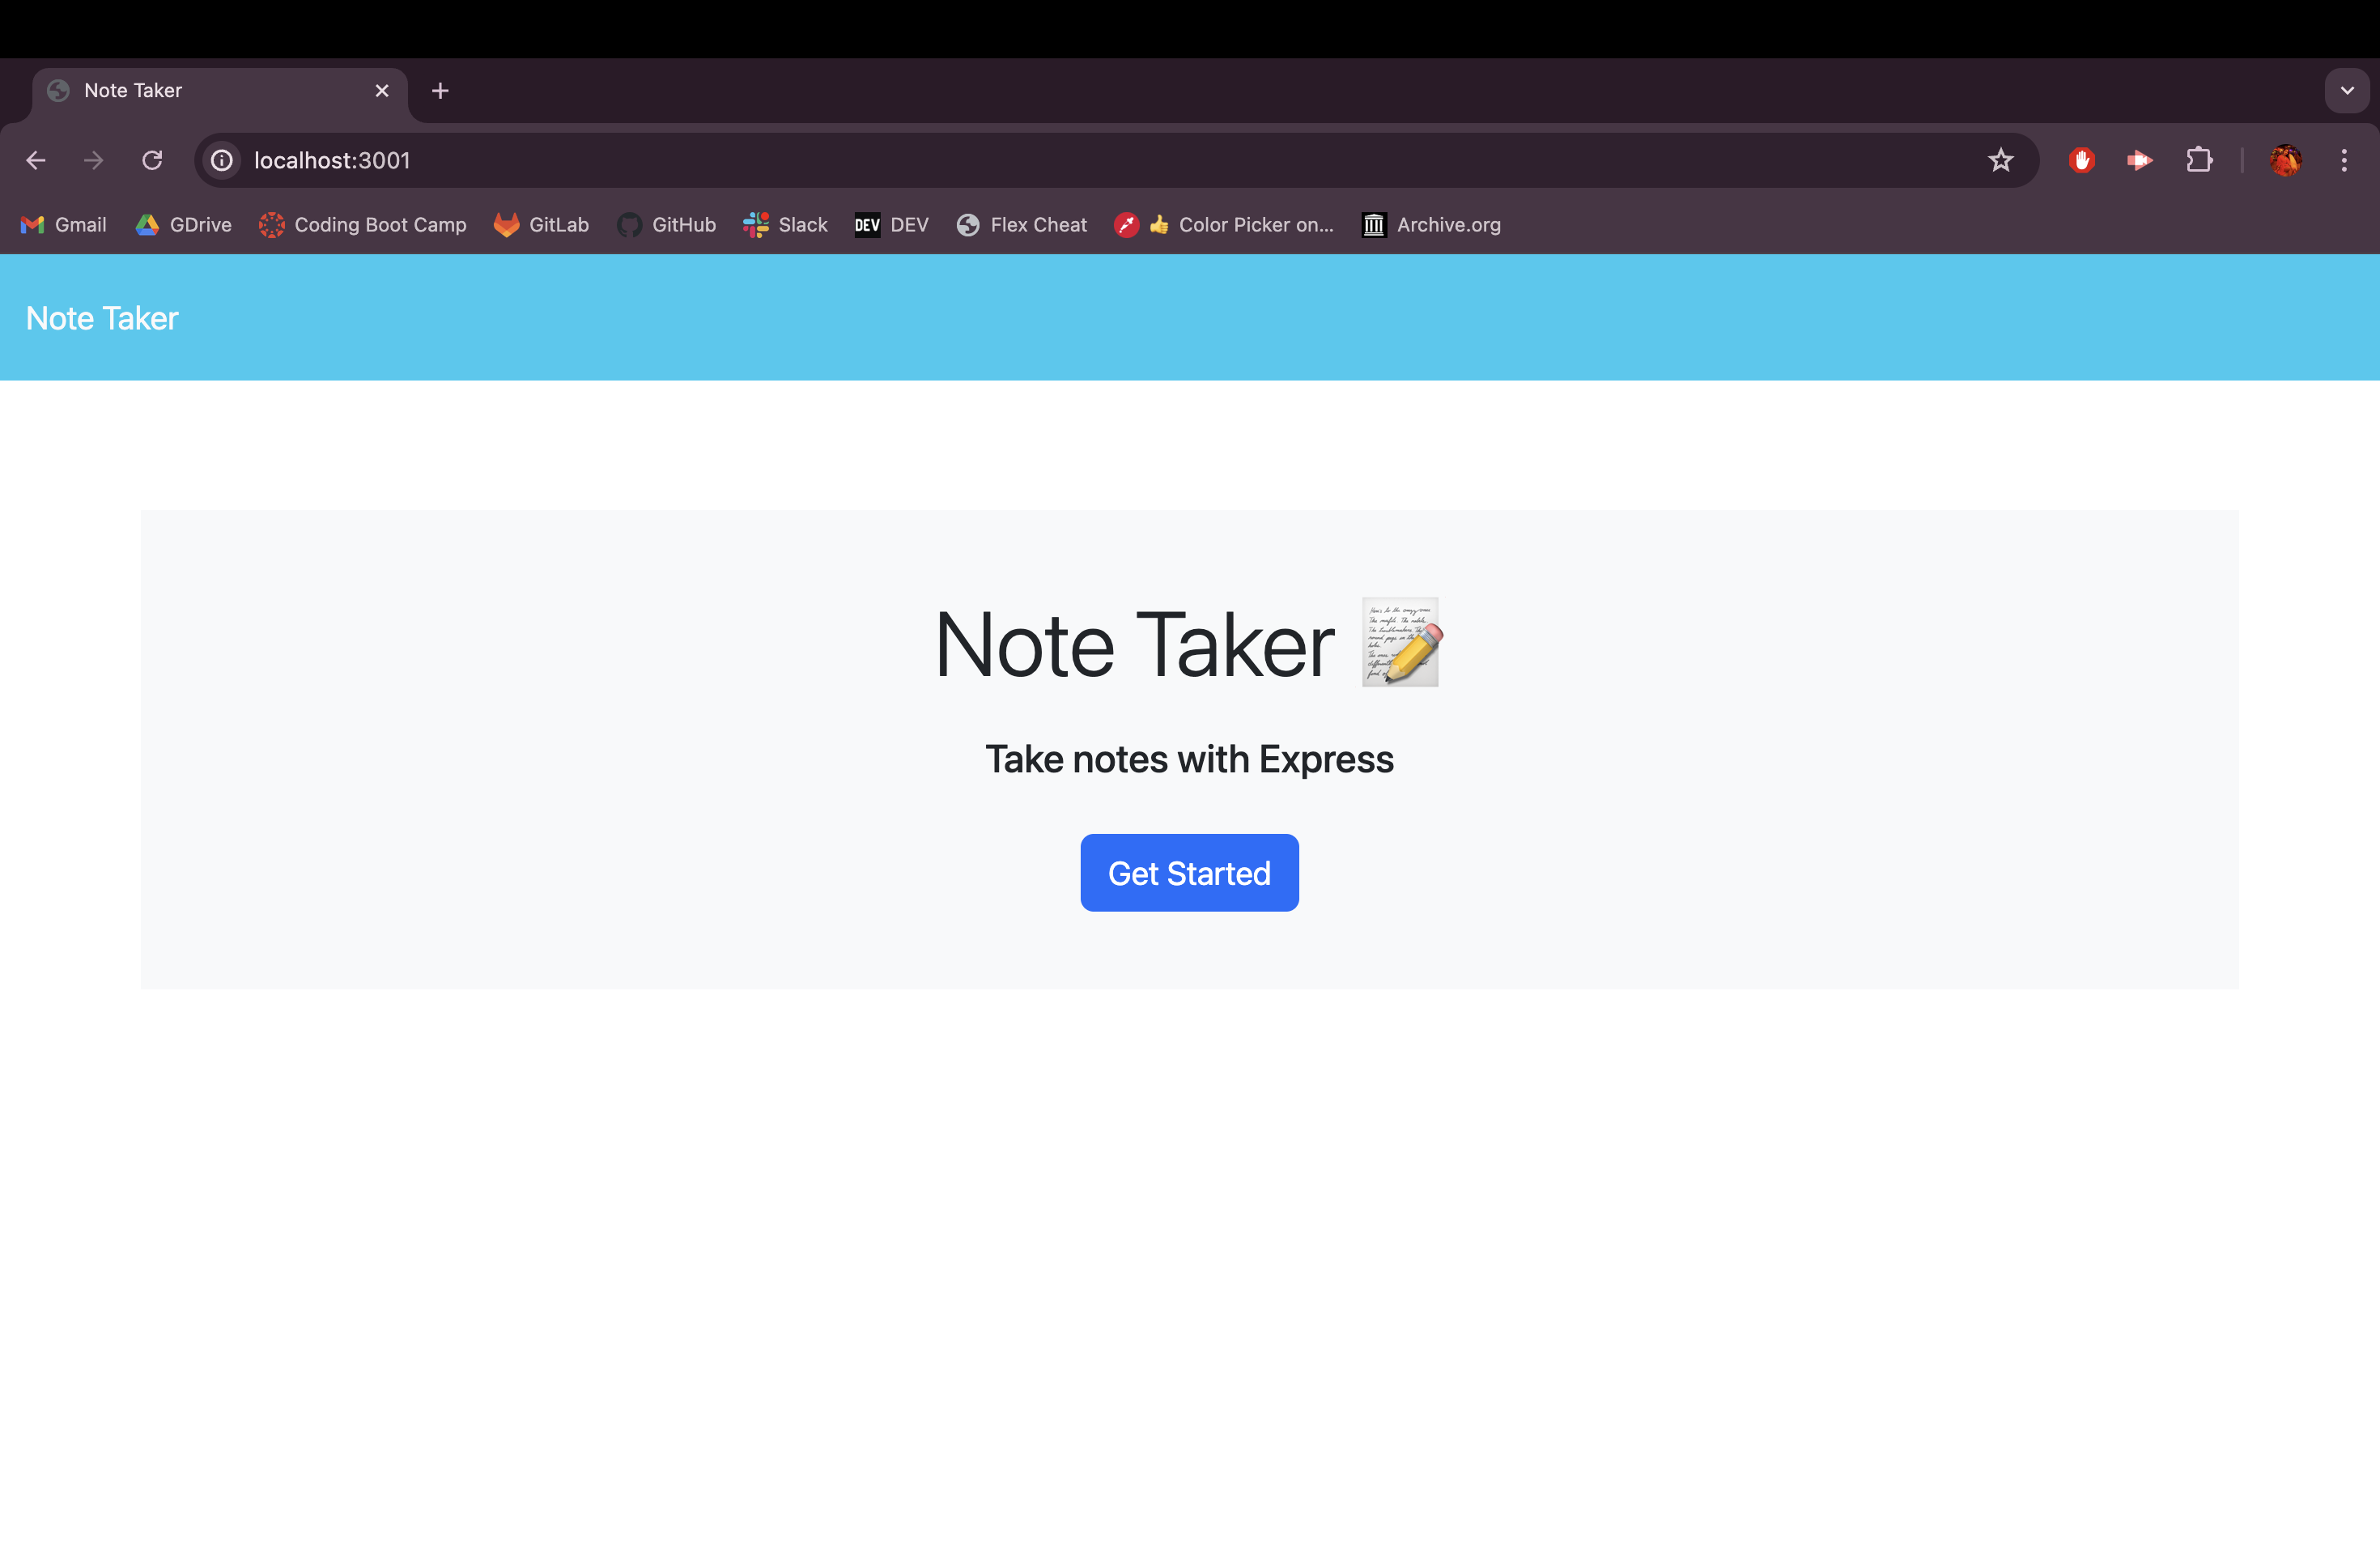 Note Taker
localhost:3001
Gmail GDrive Coding Boot Camp GitLab GitHub Slack DEV DEV Flex Cheat 👍 Color Picker on... Archive.org
Note Taker
Note Taker 📝
Take notes with Express
Get Started